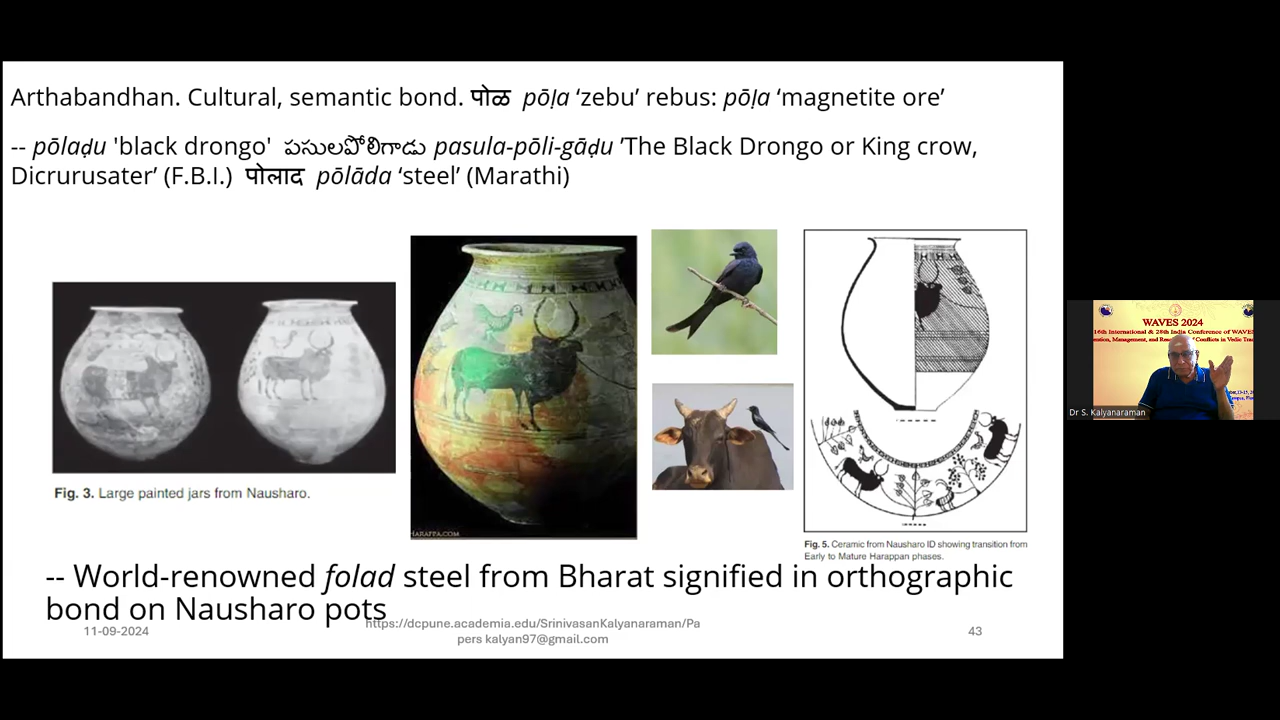 Arthabandhan. Cultural, semantic bond. पोळ pōḷa ‘zebu’ rebus: pōḷa ‘magnetite ore’
-- pōlaḍu 'black drongo' పసులపోలిగాడు pasula-pōli-gāḍu ‘The Black Drongo or King crow,
Dicrurusater’ (F.B.I.) पोलाद pōlāda ‘steel’ (Marathi)
Fig. 3. Large painted jars from Nausharo.
HARAPPA.COM
Fig. 5. Ceramic from Nausharo ID showing transition from
Early to Mature Harappan phases.
-- World-renowned folad steel from Bharat signified in orthographic
bond on Nausharo pots
11-09-2024
https://dcpune.academia.edu/SrinivasanKalyanaraman/Pa
pers kalyan97@gmail.com
43
WAVES 2024
16th International & 28th India Conference of WAVES
Management, and of Conflicts in Vedic
Dr S. Kalyanaraman